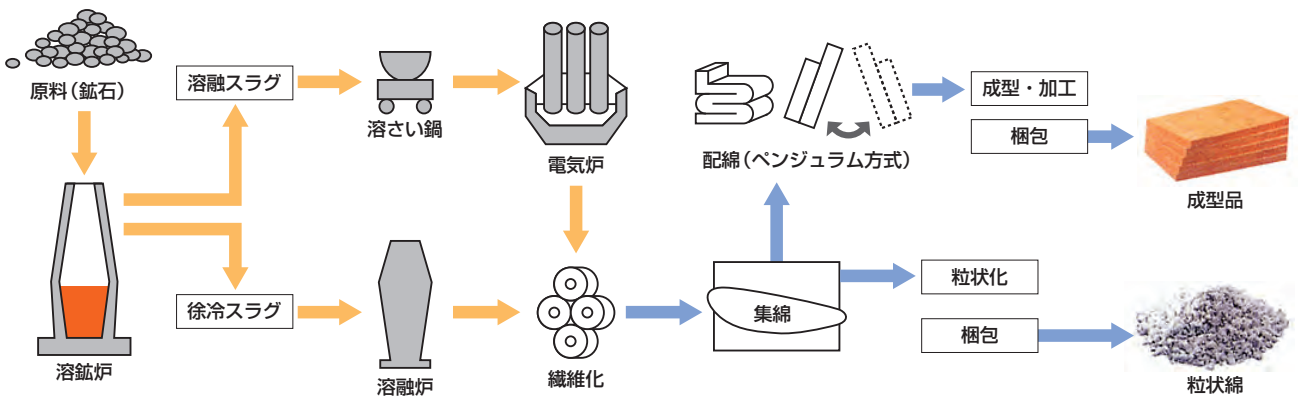 原料（鉱石）
溶鉱炉
溶融スラグ
徐冷スラグ
溶さい鍋
溶融炉
電気炉
繊維化
集綿
配綿（ペンジュラム方式）
成型・加工
梱包
成型品
粒状化
梱包
粒状綿